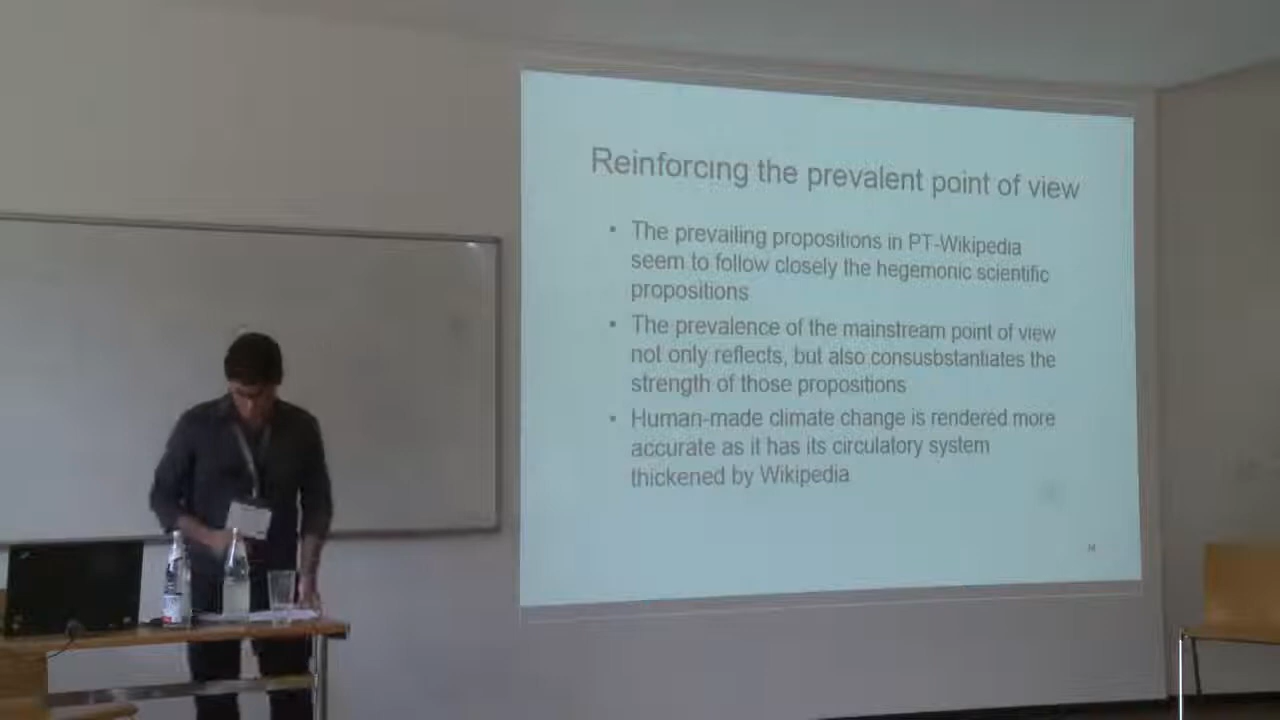 Reinforcing the prevalent point of view
• The prevailing propositions in PT-Wikipedia
seem to follow closely the hegemonic scientific
propositions
• The prevalence of the mainstream point of view
not only reflects, but also consusbstantiates the
strength of those propositions
• Human-made climate change is rendered more
accurate as it has its circulatory system
thickened by Wikipedia